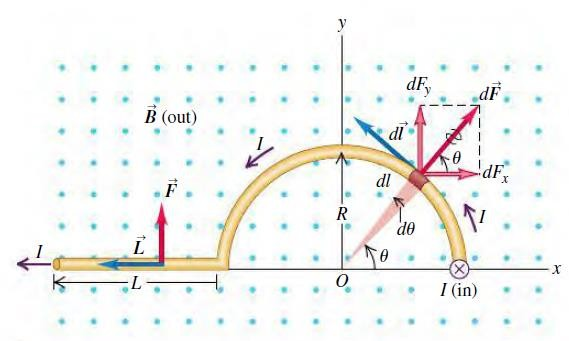 y
dF⃗
dF_y
B⃗ (out)
dl⃗
I
θ
dF_x
F⃗
dl
R
I
dθ
I
L⃗
θ
x
L
O
I (in)